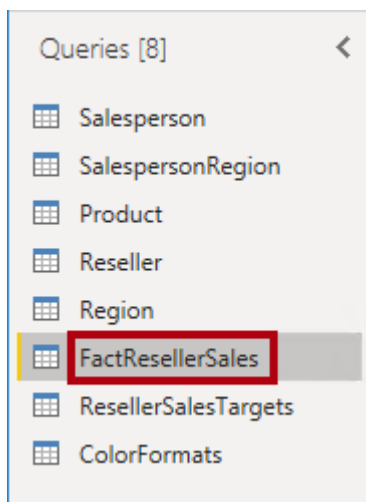 Queries [8]
Salesperson
SalespersonRegion
Product
Reseller
Region
FactResellerSales
ResellerSalesTargets
ColorFormats